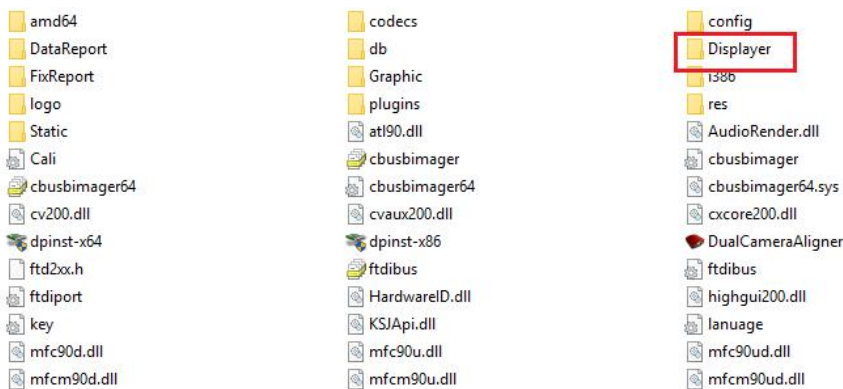 amd64
codecs
config
DataReport
db
Displayer
FixReport
Graphic
i386
logo
plugins
res
Static
atl90.dll
AudioRender.dll
Cali
cbusbimager
cbusbimager
cbusbimager64
cbusbimager64
cbusbimager64.sys
cv200.dll
cvaux200.dll
cxcore200.dll
dpinst-x64
dpinst-x86
DualCameraAligner
ftd2xx.h
ftdibus
ftdibus
ftdiport
HardwareID.dll
highgui200.dll
key
KSJApi.dll
lanuage
mfc90d.dll
mfc90u.dll
mfc90ud.dll
mfcm90d.dll
mfcm90u.dll
mfcm90ud.dll